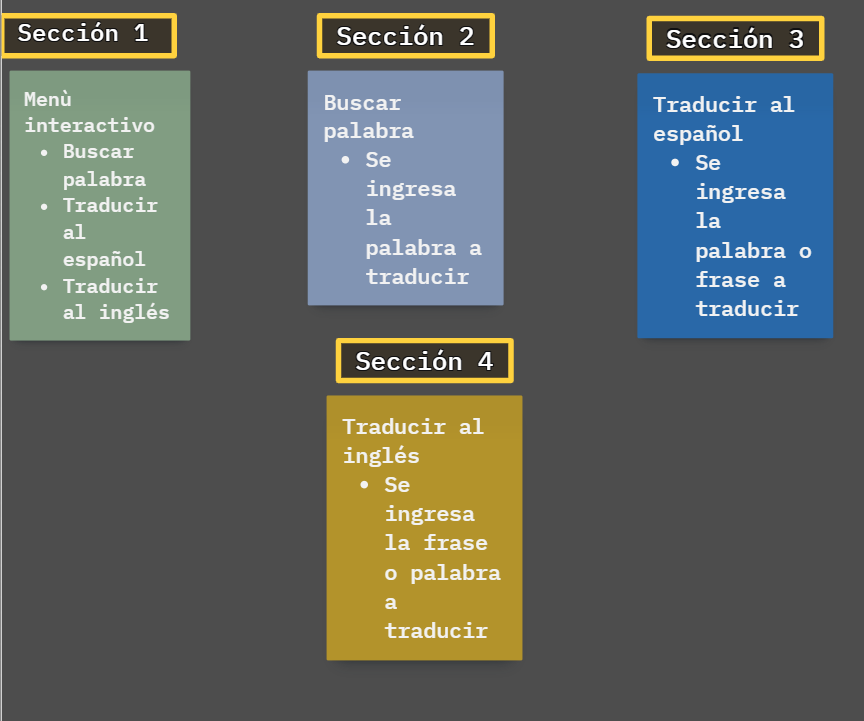 Sección 1
Menù
interactivo
• Buscar
palabra
• Traducir
al
español
• Traducir
al inglés
Sección 2
Buscar
palabra
• Se
ingresa
la
palabra a
traducir
Sección 3
Traducir al
español
• Se
ingresa
la
palabra o
frase a
traducir
Sección 4
Traducir al
inglés
• Se
ingresa
la frase
o palabra
a
traducir